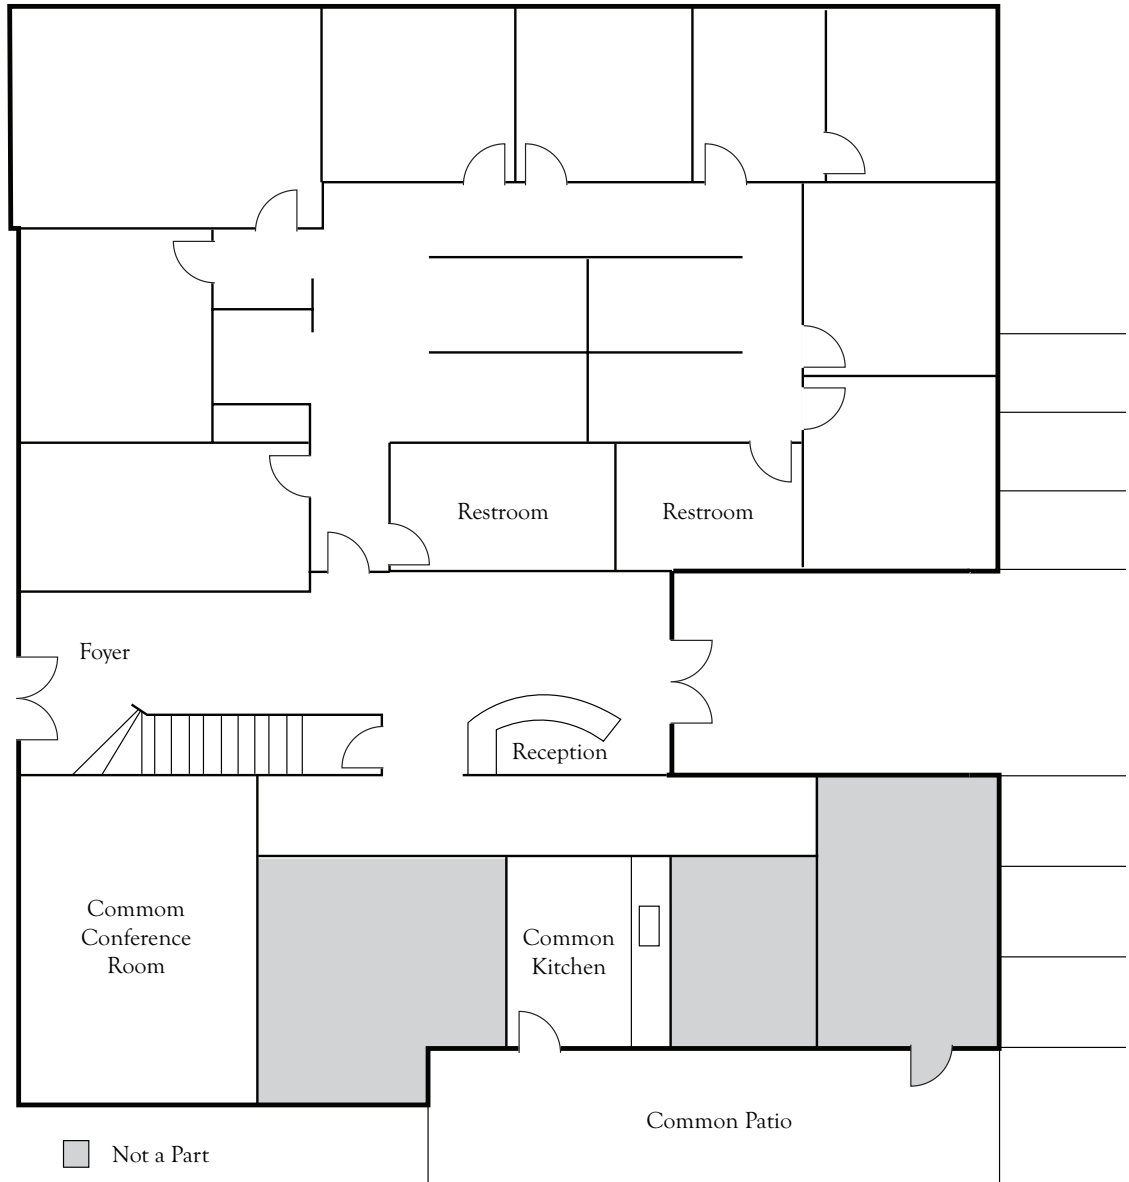 Restroom
Restroom
Foyer
Reception
Commom
Conference
Room
Common
Kitchen
Common Patio
Not a Part